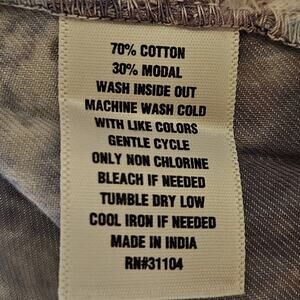 70% COTTON
30% MODAL
WASH INSIDE OUT
MACHINE WASH COLD
WITH LIKE COLORS
GENTLE CYCLE
ONLY NON CHLORINE
BLEACH IF NEEDED
TUMBLE DRY LOW
COOL IRON IF NEEDED
MADE IN INDIA
RN#31104